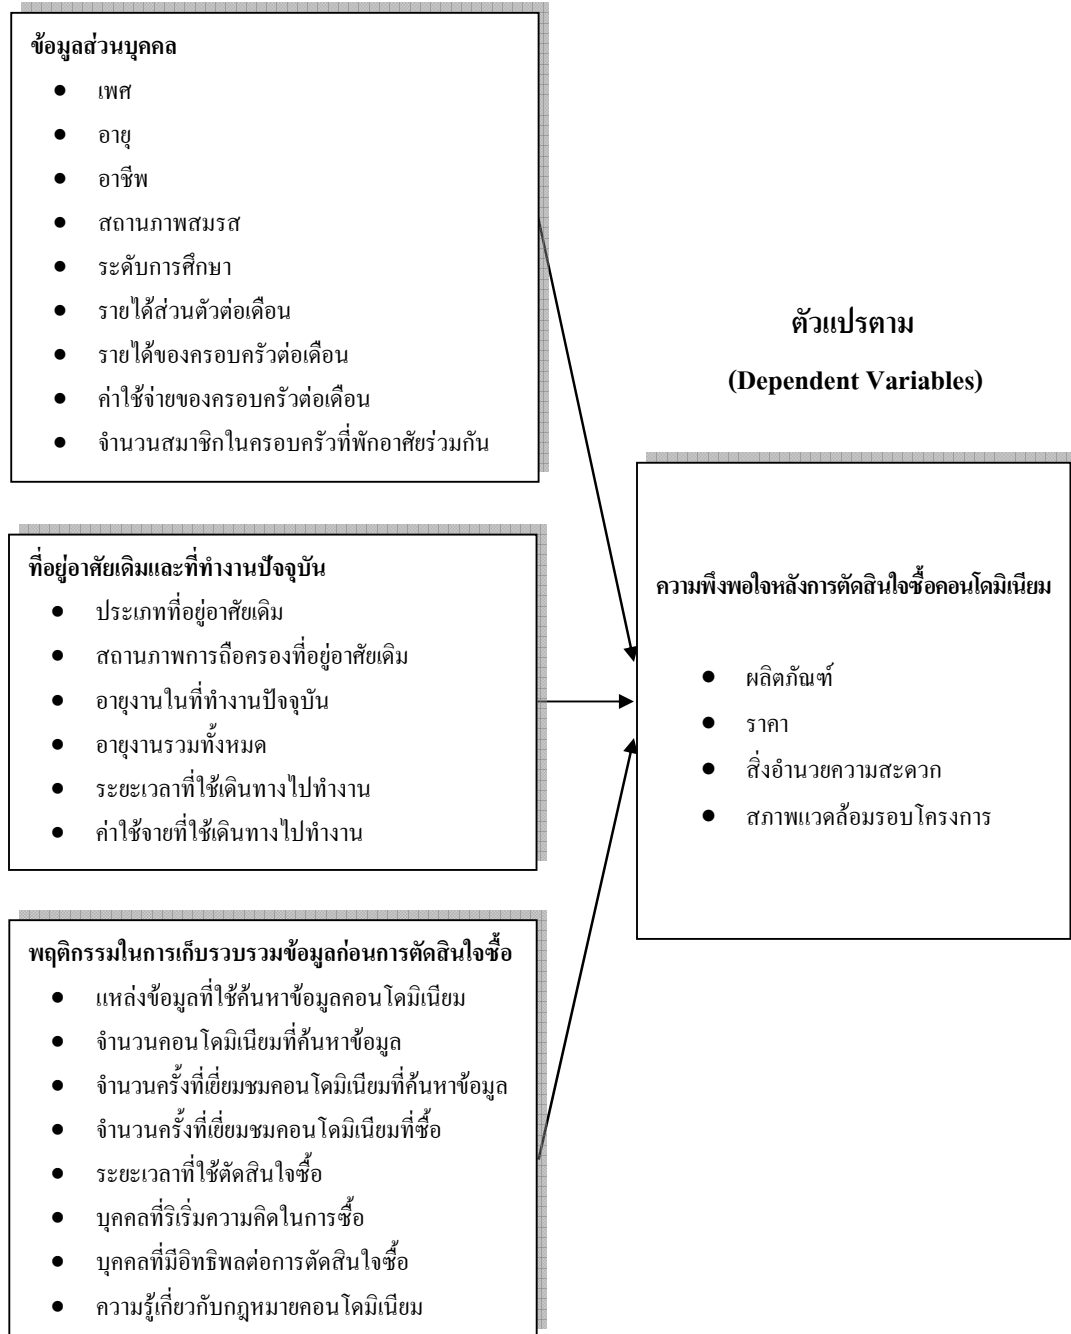 ข้อมูลส่วนบุคคล
● เพศ
● อายุ
● อาชีพ
● สถานภาพสมรส
● ระดับการศึกษา
● รายได้ส่วนตัวต่อเดือน
● รายได้ของครอบครัวต่อเดือน
● ค่าใช้จ่ายของครอบครัวต่อเดือน
● จำนวนสมาชิกในครอบครัวที่พักอาศัยร่วมกัน
ที่อยู่อาศัยเดิมและที่ทำงานปัจจุบัน
● ประเภทที่อยู่อาศัยเดิม
● สถานภาพการถือครองที่อยู่อาศัยเดิม
● อายุงานในที่ทำงานปัจจุบัน
● อายุงานรวมทั้งหมด
● ระยะเวลาที่ใช้เดินทางไปทำงาน
● ค่าใช้จายที่ใช้เดินทางไปทำงาน
พฤติกรรมในการเก็บรวบรวมข้อมูลก่อนการตัดสินใจซื้อ
● แหล่งข้อมูลที่ใช้ค้นหาข้อมูลคอนโดมิเนียม
● จำนวนคอนโดมิเนียมที่ค้นหาข้อมูล
● จำนวนครั้งที่เยี่ยมชมคอนโดมิเนียมที่ค้นหาข้อมูล
● จำนวนครั้งที่เยี่ยมชมคอนโดมิเนียมที่ซื้อ
● ระยะเวลาที่ใช้ตัดสินใจซื้อ
● บุคคลที่ริเริ่มความคิดในการซื้อ
● บุคคลที่มีอิทธิพลต่อการตัดสินใจซื้อ
● ความรู้เกี่ยวกับกฎหมายคอนโดมิเนียม
ตัวแปรตาม
(Dependent Variables)
ความพึงพอใจหลังการตัดสินใจซื้อคอนโดมิเนียม
● ผลิตภัณฑ์
● ราคา
● สิ่งอำนวยความสะดวก
● สภาพแวดล้อมรอบโครงการ